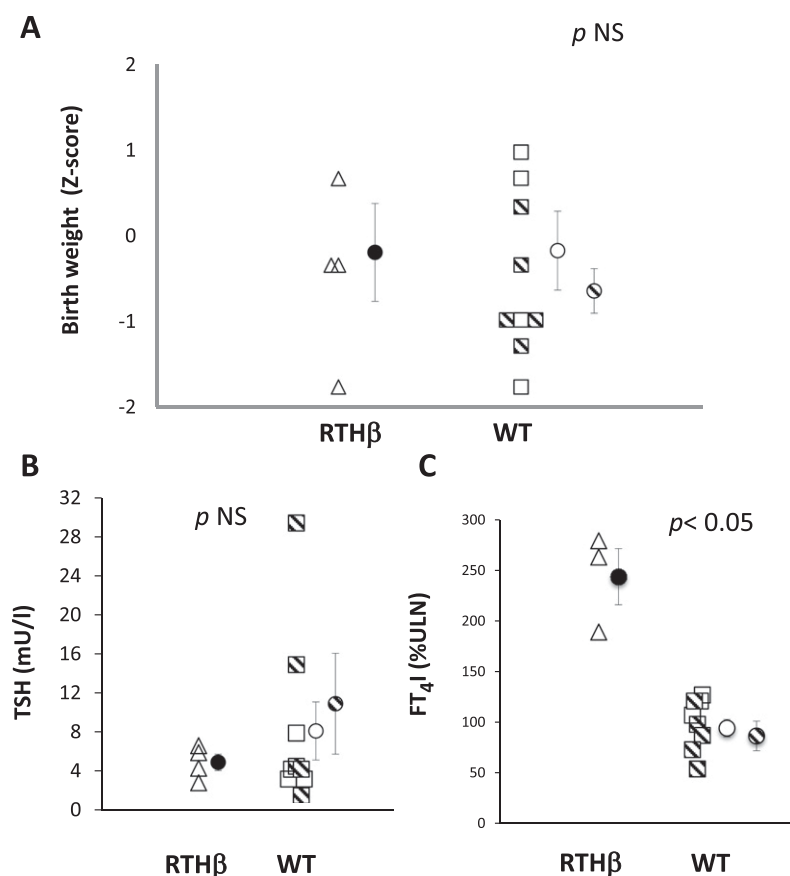 A
p NS
Birth weight (Z-score)
2
1
0
-1
-2
RTHβ WT
B
p NS
TSH (mU/l)
32
28
24
20
16
12
8
4
0
RTHβ WT
C
p< 0.05
FT4I (%ULN)
300
250
200
150
100
50
0
RTHβ WT